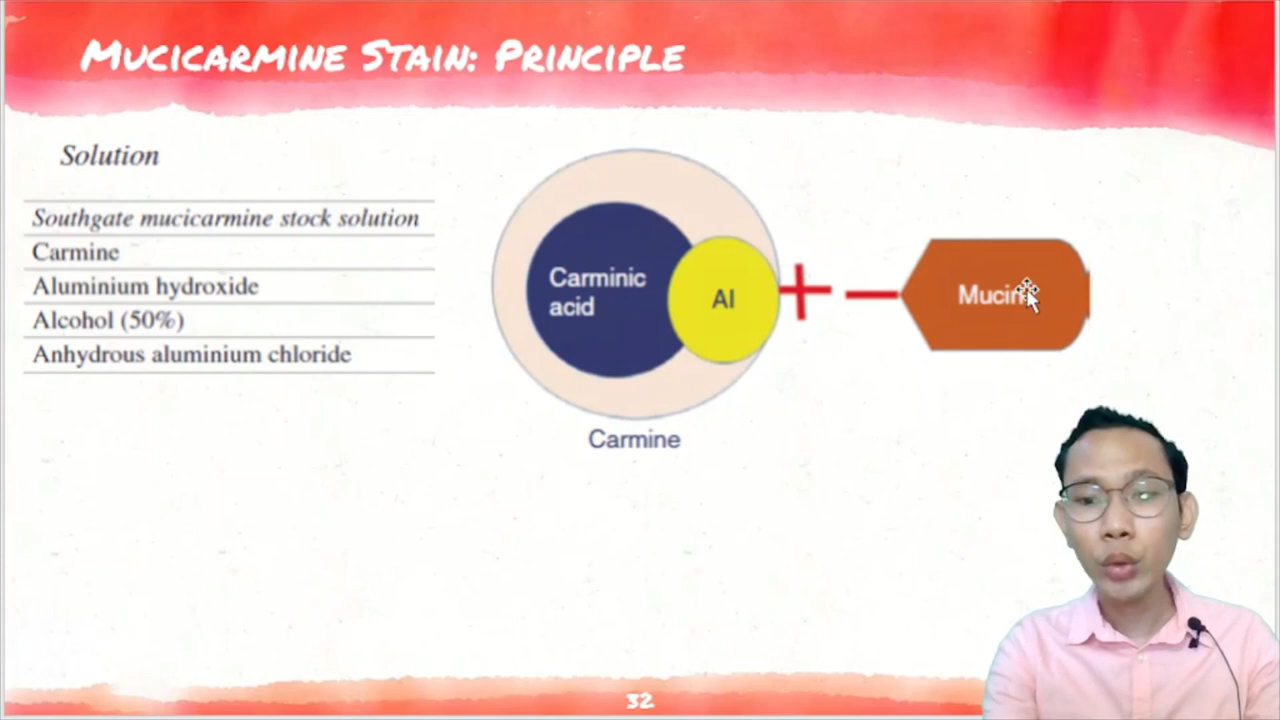 Mucicarmine Stain: Principle
Solution
Southgate mucicarmine stock solution
Carmine
Aluminium hydroxide
Alcohol (50%)
Anhydrous aluminium chloride
Carminic
acid
Al
+
−
Mucin
Carmine
32